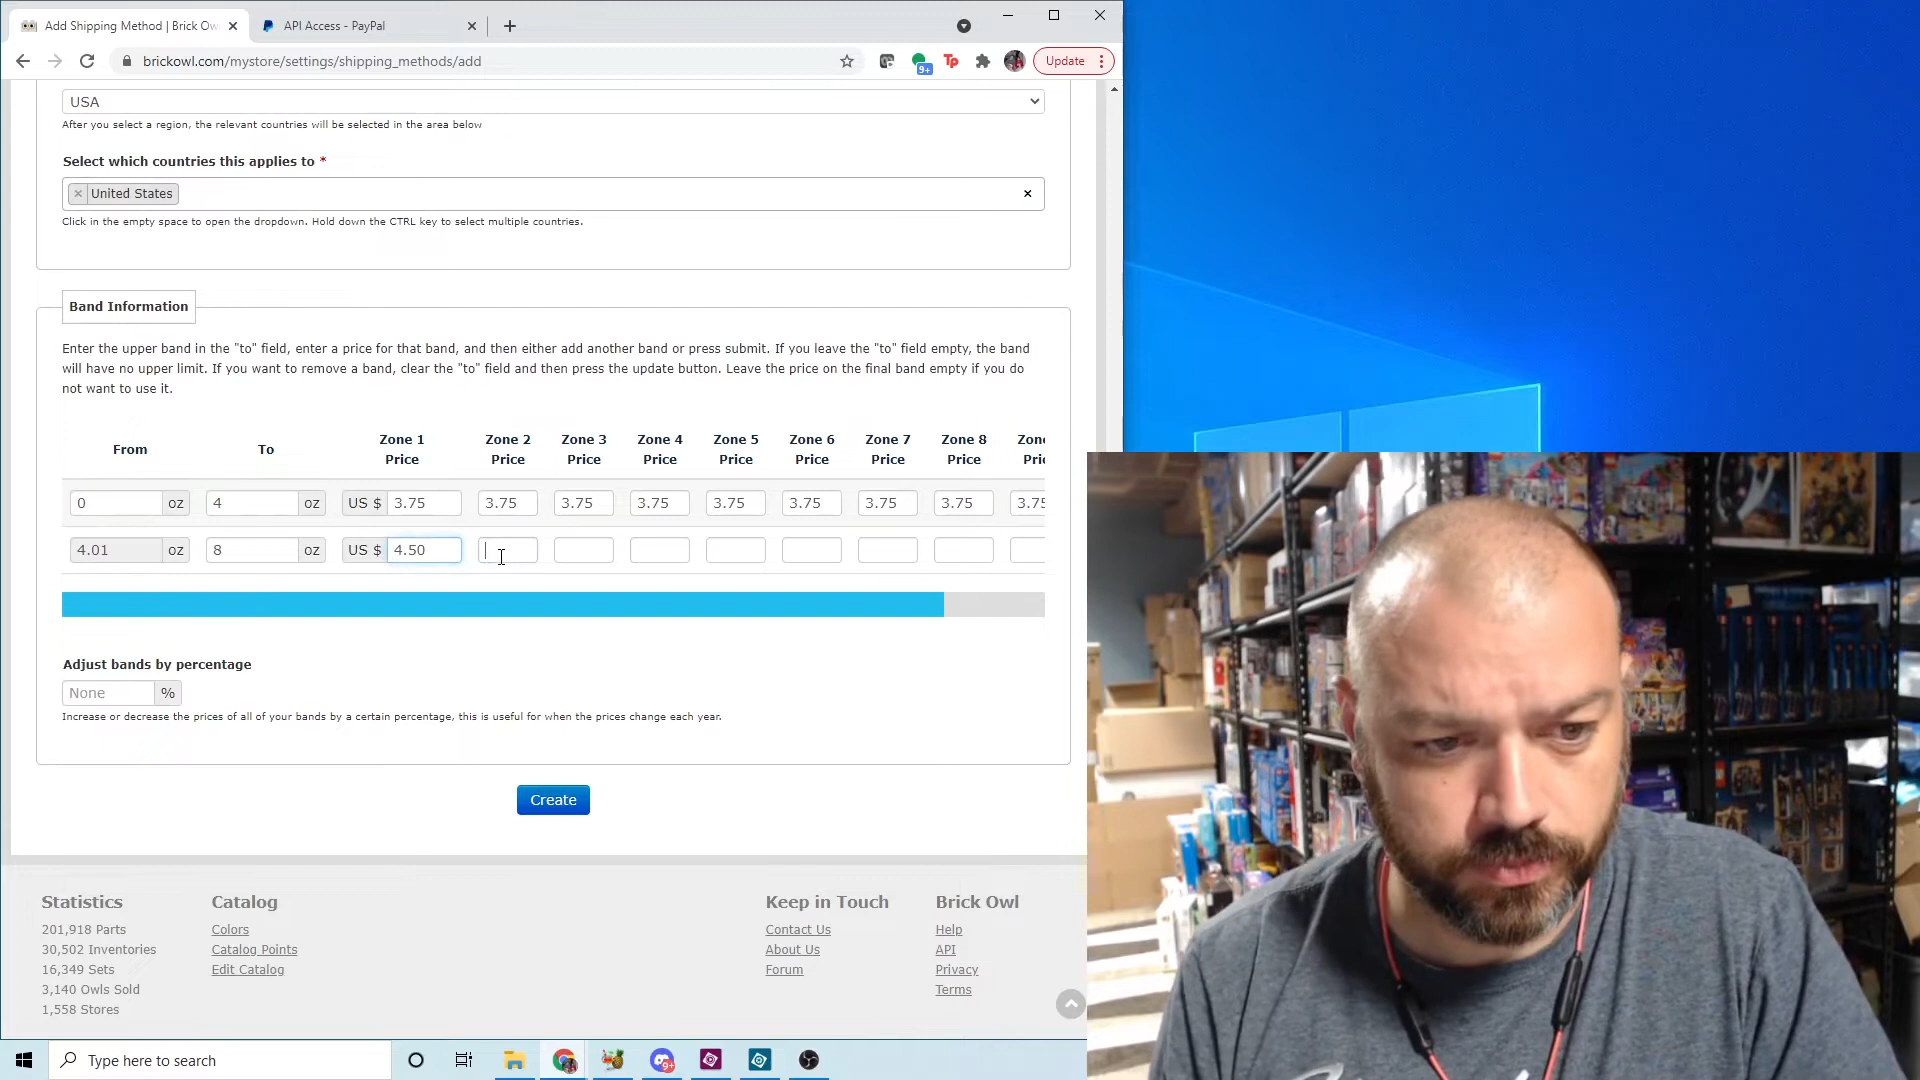 Add Shipping Method | Brick Ow
API Access - PayPal
brickowl.com/mystore/settings/shipping_methods/add
9+
Tp
Update
USA
After you select a region, the relevant countries will be selected in the area below
Select which countries this applies to *
× United States ×
Click in the empty space to open the dropdown. Hold down the CTRL key to select multiple countries.
Band Information
Enter the upper band in the "to" field, enter a price for that band, and then either add another band or press submit. If you leave the "to" field empty, the band
will have no upper limit. If you want to remove a band, clear the "to" field and then press the update button. Leave the price on the final band empty if you do
not want to use it.
From To Zone 1 Price Zone 2 Price Zone 3 Price Zone 4 Price Zone 5 Price Zone 6 Price Zone 7 Price Zone 8 Price Zone Pri
0 oz 4 oz US $ 3.75 3.75 3.75 3.75 3.75 3.75 3.75 3.75 3.75
4.01 oz 8 oz US $ 4.50
Adjust bands by percentage
None %
Increase or decrease the prices of all of your bands by a certain percentage, this is useful for when the prices change each year.
Create
Statistics
201,918 Parts
30,502 Inventories
16,349 Sets
3,140 Owls Sold
1,558 Stores
Catalog
Colors
Catalog Points
Edit Catalog
Keep in Touch
Contact Us
About Us
Forum
Brick Owl
Help
API
Privacy
Terms
Type here to search
9+